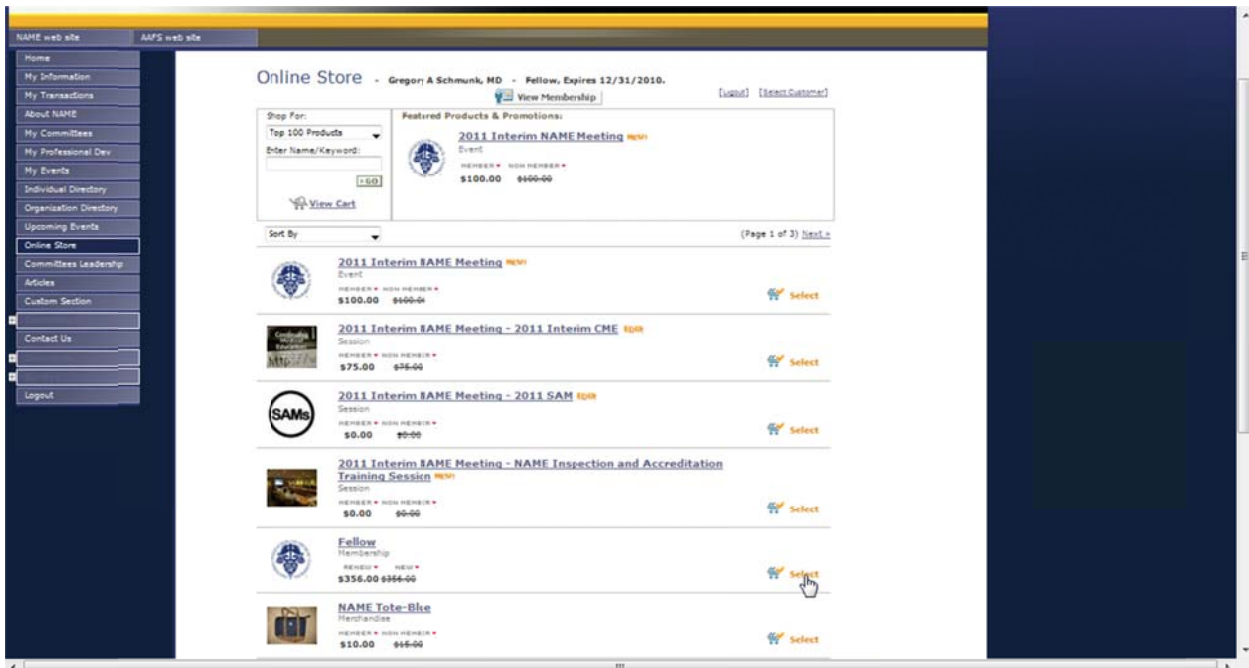 NAME web site
AAFS web site
Home
My Information
My Transactions
About NAME
My Committees
My Professional Dev
My Events
Individual Directory
Organization Directory
Upcoming Events
Online Store
Committees Leadership
Articles
Custom Section
Contact Us
Logout
Online Store - Gregory A Schmunk, MD - Fellow, Expires 12/31/2010.
View Membership
[Logout] [Select Customer]
Shop For:
Top 100 Products
Enter Name/Keyword:
GO
View Cart
Featured Products & Promotions:
2011 Interim NAME Meeting NEW!
Event
MEMBER NON MEMBER
$100.00 $100.00
Sort By
(Page 1 of 3) Next »
2011 Interim NAME Meeting NEW!
Event
MEMBER NON MEMBER
$100.00 $100.00
Select
2011 Interim NAME Meeting - 2011 Interim CME
Session
MEMBER NON MEMBER
$75.00 $75.00
Select
SAMs
2011 Interim NAME Meeting - 2011 SAM
Session
MEMBER NON MEMBER
$0.00 $0.00
Select
2011 Interim NAME Meeting - NAME Inspection and Accreditation
Training Session NEW!
Session
MEMBER NON MEMBER
$0.00 $0.00
Select
Fellow
Membership
RENEW NEW
$356.00 $356.00
Select
NAME Tote-Blue
Merchandise
MEMBER NON MEMBER
$10.00 $15.00
Select